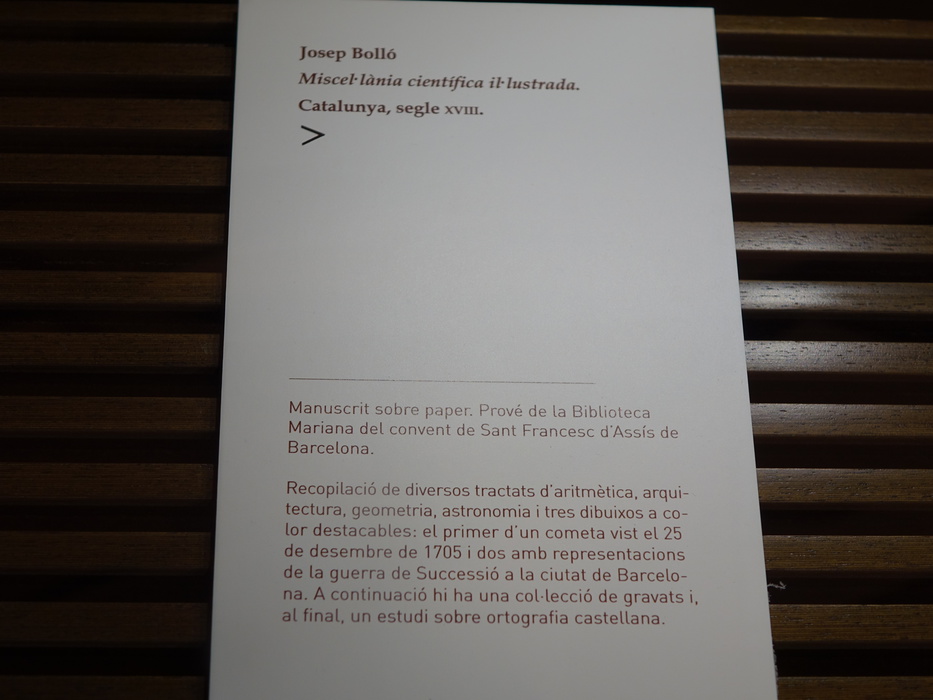 Josep Bolló
Miscel·lània científica il·lustrada.
Catalunya, segle XVIII.
>
Manuscrit sobre paper. Prové de la Biblioteca
Mariana del convent de Sant Francesc d'Assís de
Barcelona.
Recopilació de diversos tractats d'aritmètica, arqui-
tectura, geometria, astronomia i tres dibuixos a co-
lor destacables: el primer d'un cometa vist el 25
de desembre de 1705 i dos amb representacions
de la guerra de Successió a la ciutat de Barcelo-
na. A continuació hi ha una col·lecció de gravats i,
al final, un estudi sobre ortografia castellana.